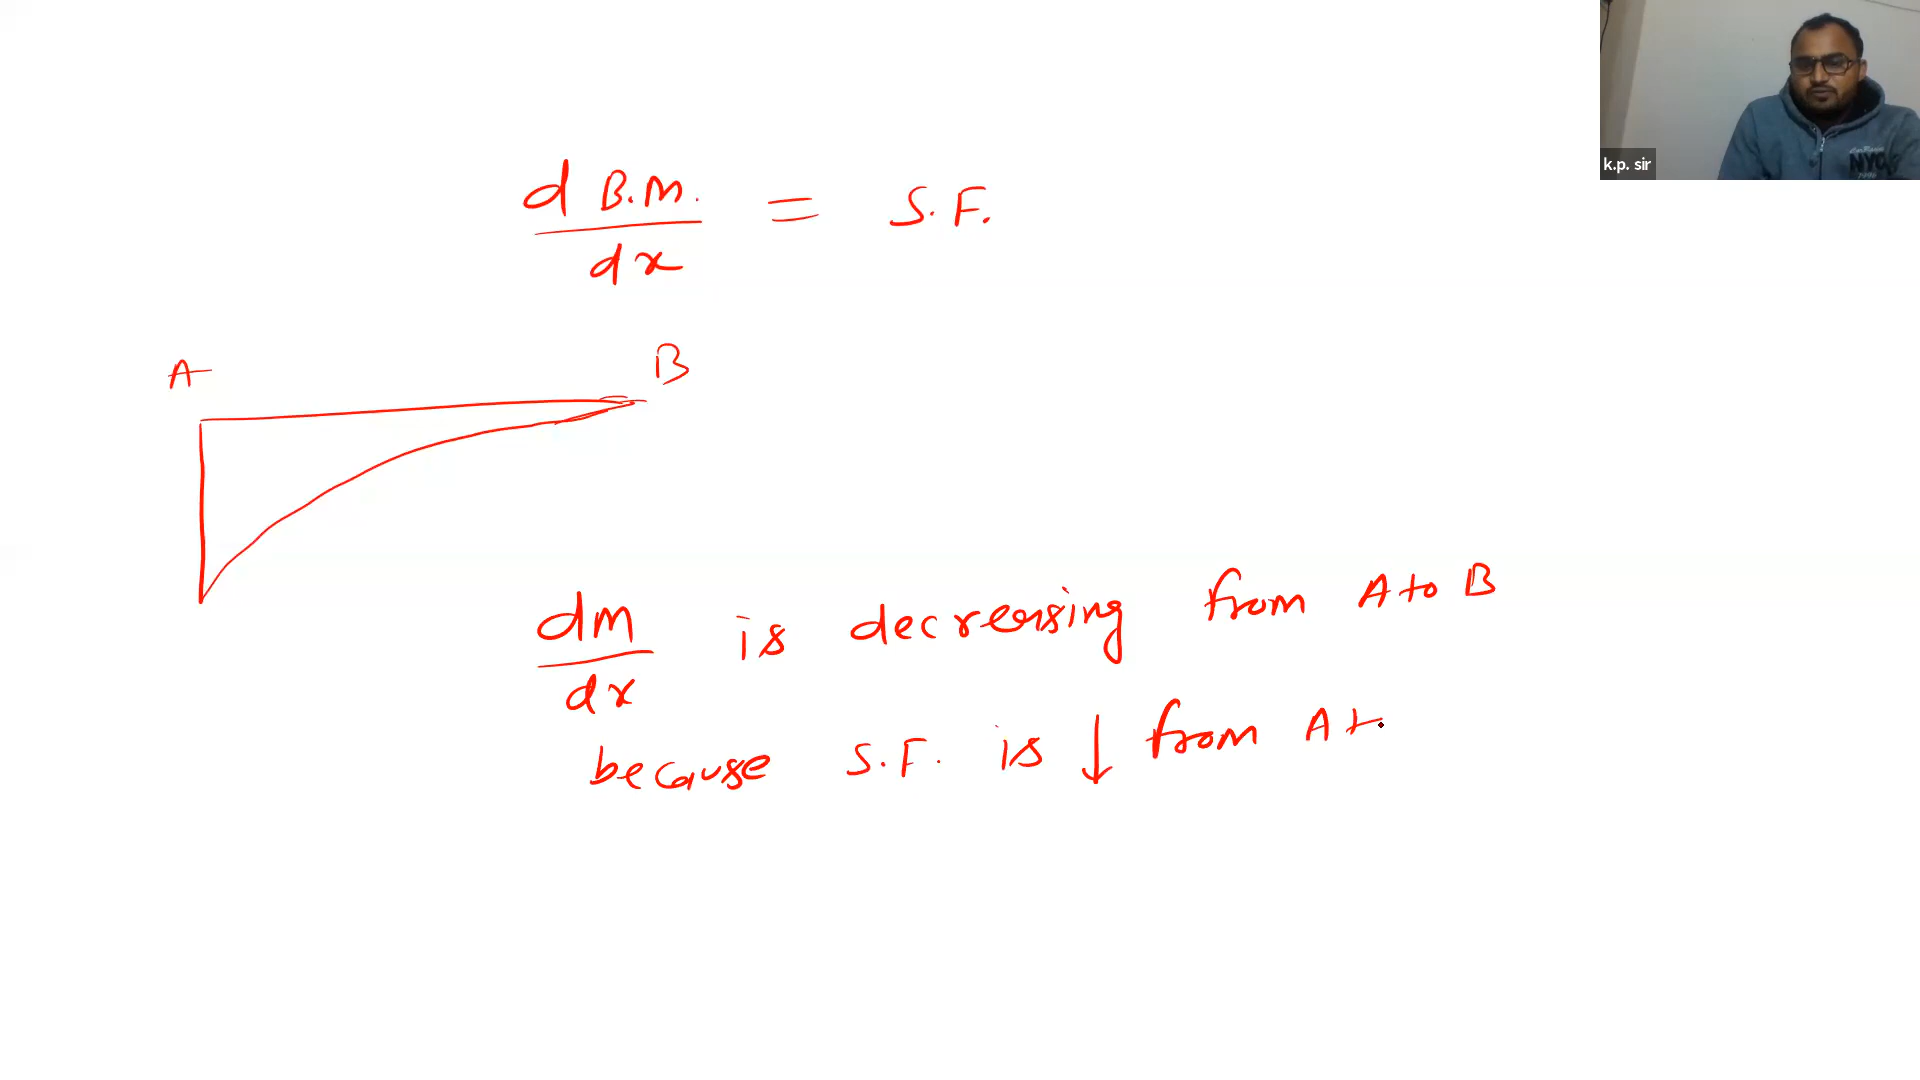 k.p. sir
d B.M. / dx = S.F.
A B
dm / dx is decreasing from A to B
because S.F. is ↓ from A t